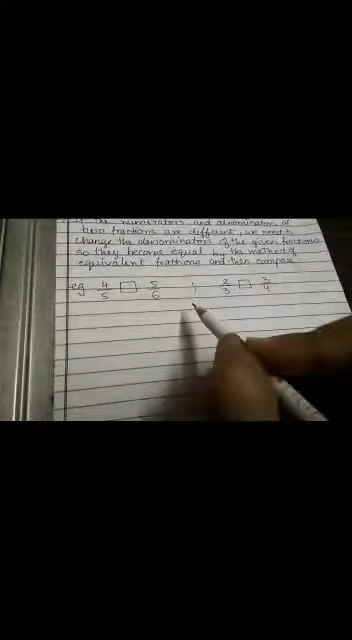 If the numerators and denominators of
two fractions are different, we need to
change the denominators of the given fractions
so they become equal by the method of
equivalent fractions and then compare
eg 4/5 □ 5/6 ; 2/3 □ 3/4